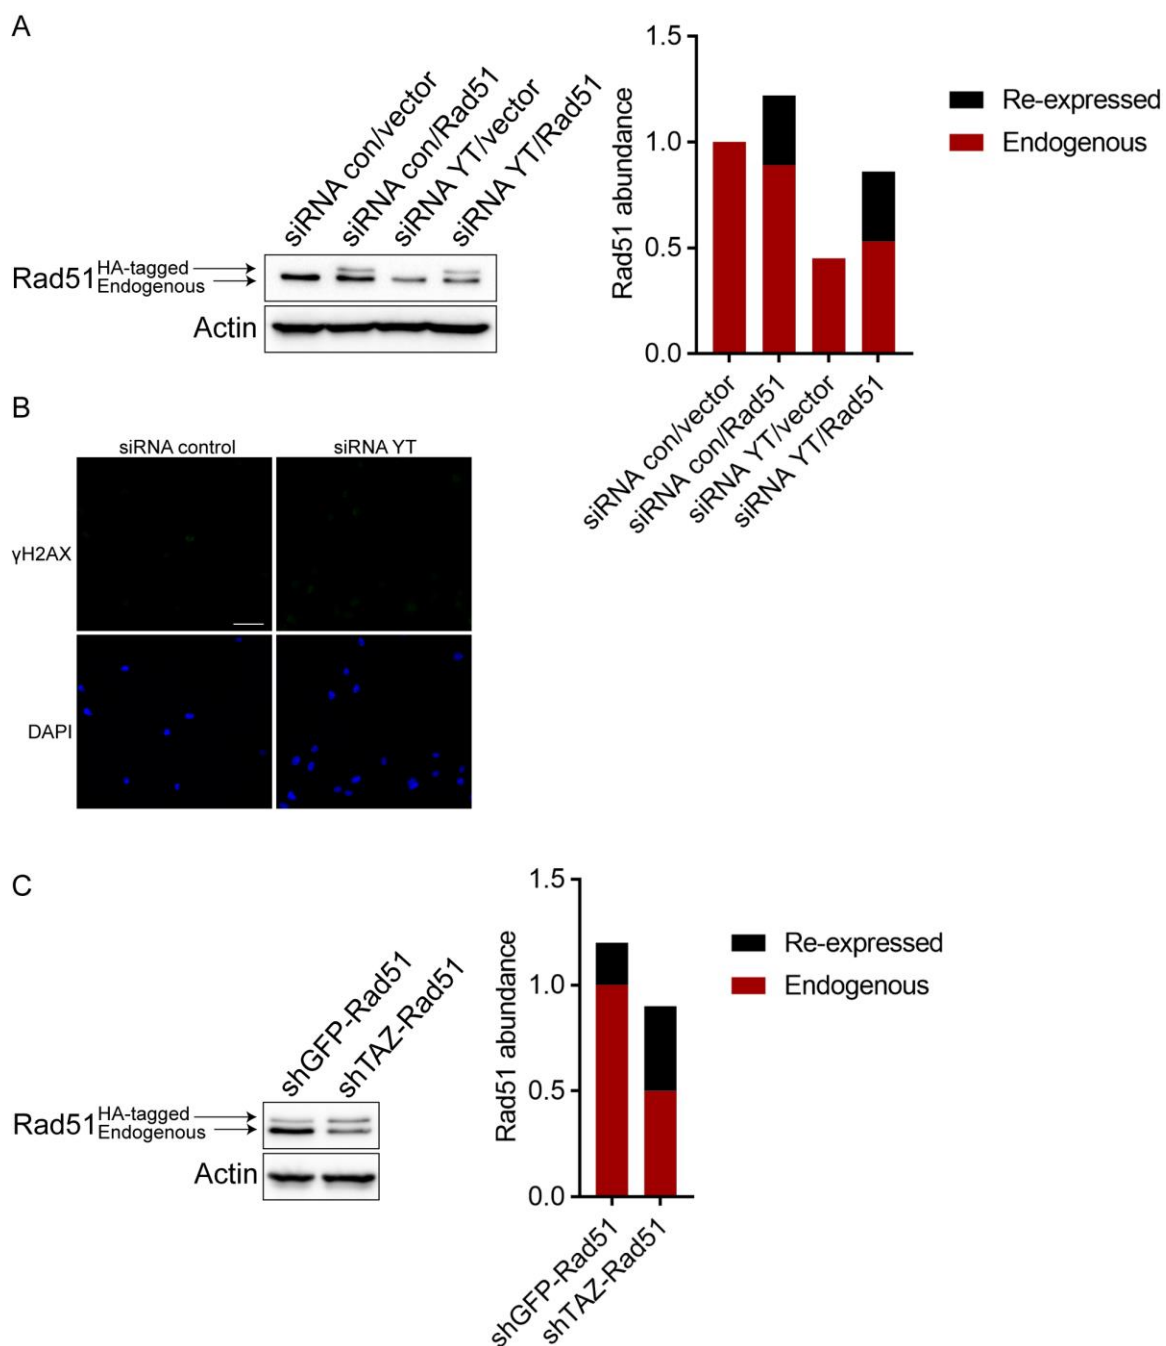 A
siRNA con/vector
siRNA con/Rad51
siRNA YT/vector
siRNA YT/Rad51
Rad51
HA-tagged
Endogenous
Actin
Rad51 abundance
1.5
1.0
0.5
0.0
siRNA con/vector
siRNA con/Rad51
siRNA YT/vector
siRNA YT/Rad51
Re-expressed
Endogenous
B
siRNA control
siRNA YT
γH2AX
DAPI
C
shGFP-Rad51
shTAZ-Rad51
Rad51
HA-tagged
Endogenous
Actin
Rad51 abundance
1.5
1.0
0.5
0.0
shGFP-Rad51
shTAZ-Rad51
Re-expressed
Endogenous